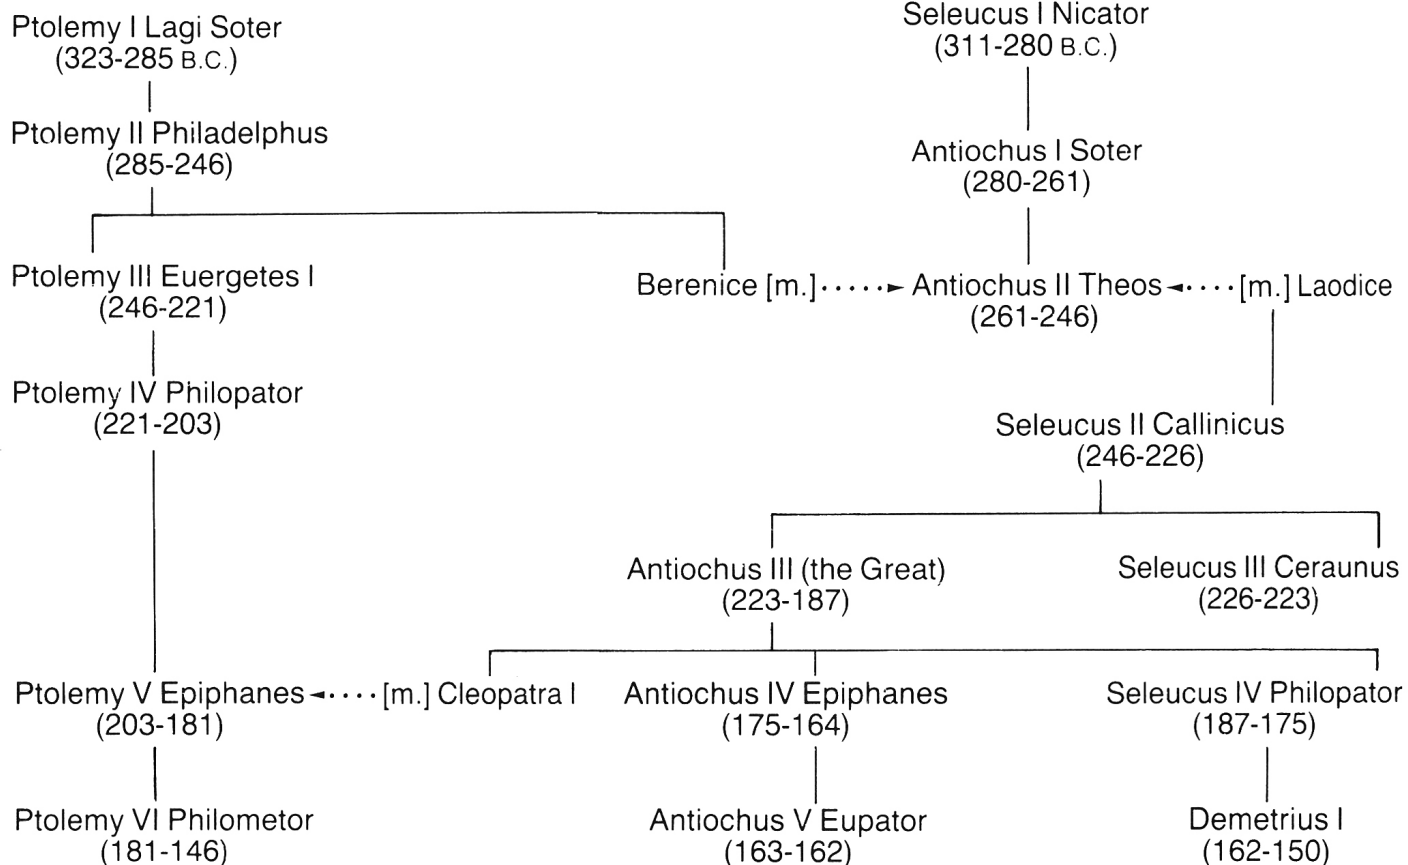 Ptolemy I Lagi Soter
(323-285 B.C.)
Seleucus I Nicator
(311-280 B.C.)
Ptolemy II Philadelphus
(285-246)
Antiochus I Soter
(280-261)
Ptolemy III Euergetes I
(246-221)
Berenice [m.]
Antiochus II Theos
(261-246)
[m.] Laodice
Ptolemy IV Philopator
(221-203)
Seleucus II Callinicus
(246-226)
Antiochus III (the Great)
(223-187)
Seleucus III Ceraunus
(226-223)
Ptolemy V Epiphanes
(203-181)
[m.] Cleopatra I
Antiochus IV Epiphanes
(175-164)
Seleucus IV Philopator
(187-175)
Ptolemy VI Philometor
(181-146)
Antiochus V Eupator
(163-162)
Demetrius I
(162-150)